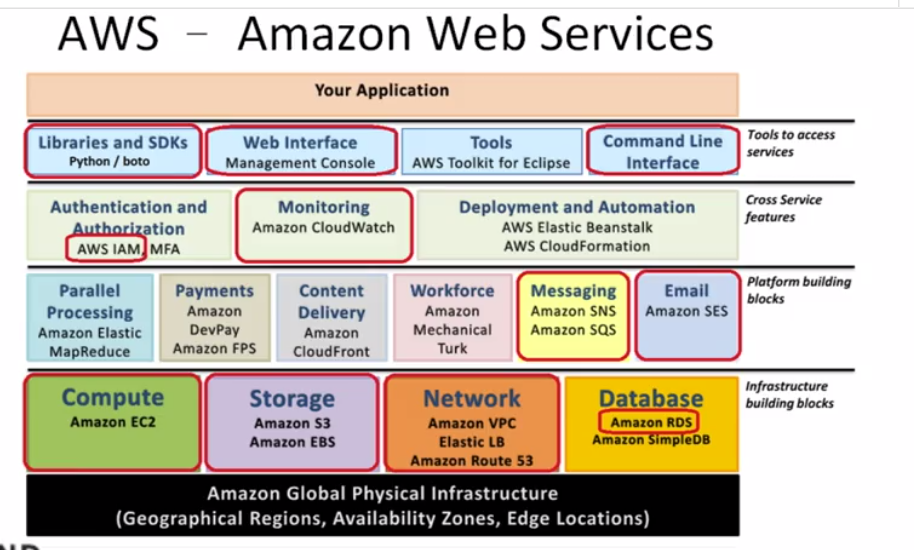 AWS – Amazon Web Services
Your Application
Libraries and SDKs
Python / boto
Web Interface
Management Console
Tools
AWS Toolkit for Eclipse
Command Line
Interface
Tools to access
services
Authentication and
Authorization
AWS IAM, MFA
Monitoring
Amazon CloudWatch
Deployment and Automation
AWS Elastic Beanstalk
AWS CloudFormation
Cross Service
features
Parallel
Processing
Amazon Elastic
MapReduce
Payments
Amazon
DevPay
Amazon FPS
Content
Delivery
Amazon
CloudFront
Workforce
Amazon
Mechanical
Turk
Messaging
Amazon SNS
Amazon SQS
Email
Amazon SES
Platform building
blocks
Compute
Amazon EC2
Storage
Amazon S3
Amazon EBS
Network
Amazon VPC
Elastic LB
Amazon Route 53
Database
Amazon RDS
Amazon SimpleDB
Infrastructure
building blocks
Amazon Global Physical Infrastructure
(Geographical Regions, Availability Zones, Edge Locations)